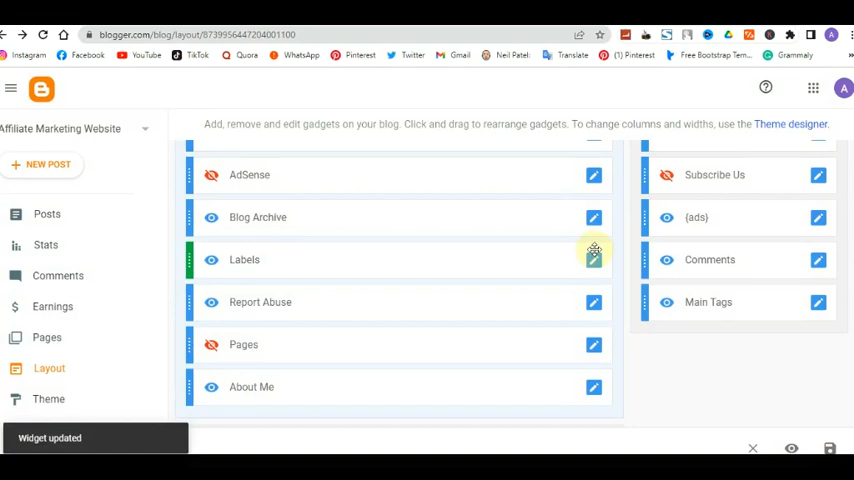 blogger.com/blog/layout/8739956447204001100
A
Instagram
Facebook
YouTube
TikTok
Quora
WhatsApp
Pinterest
Twitter
Gmail
Neil Patel:
Translate
(1) Pinterest
Free Bootstrap Tem...
Grammaly
A
Affiliate Marketing Website
Add, remove and edit gadgets on your blog. Click and drag to rearrange gadgets. To change columns and widths, use the Theme designer.
+ NEW POST
Posts
Stats
Comments
Earnings
Pages
Layout
Theme
AdSense
Blog Archive
Labels
Report Abuse
Pages
About Me
Subscribe Us
{ads}
Comments
Main Tags
Widget updated